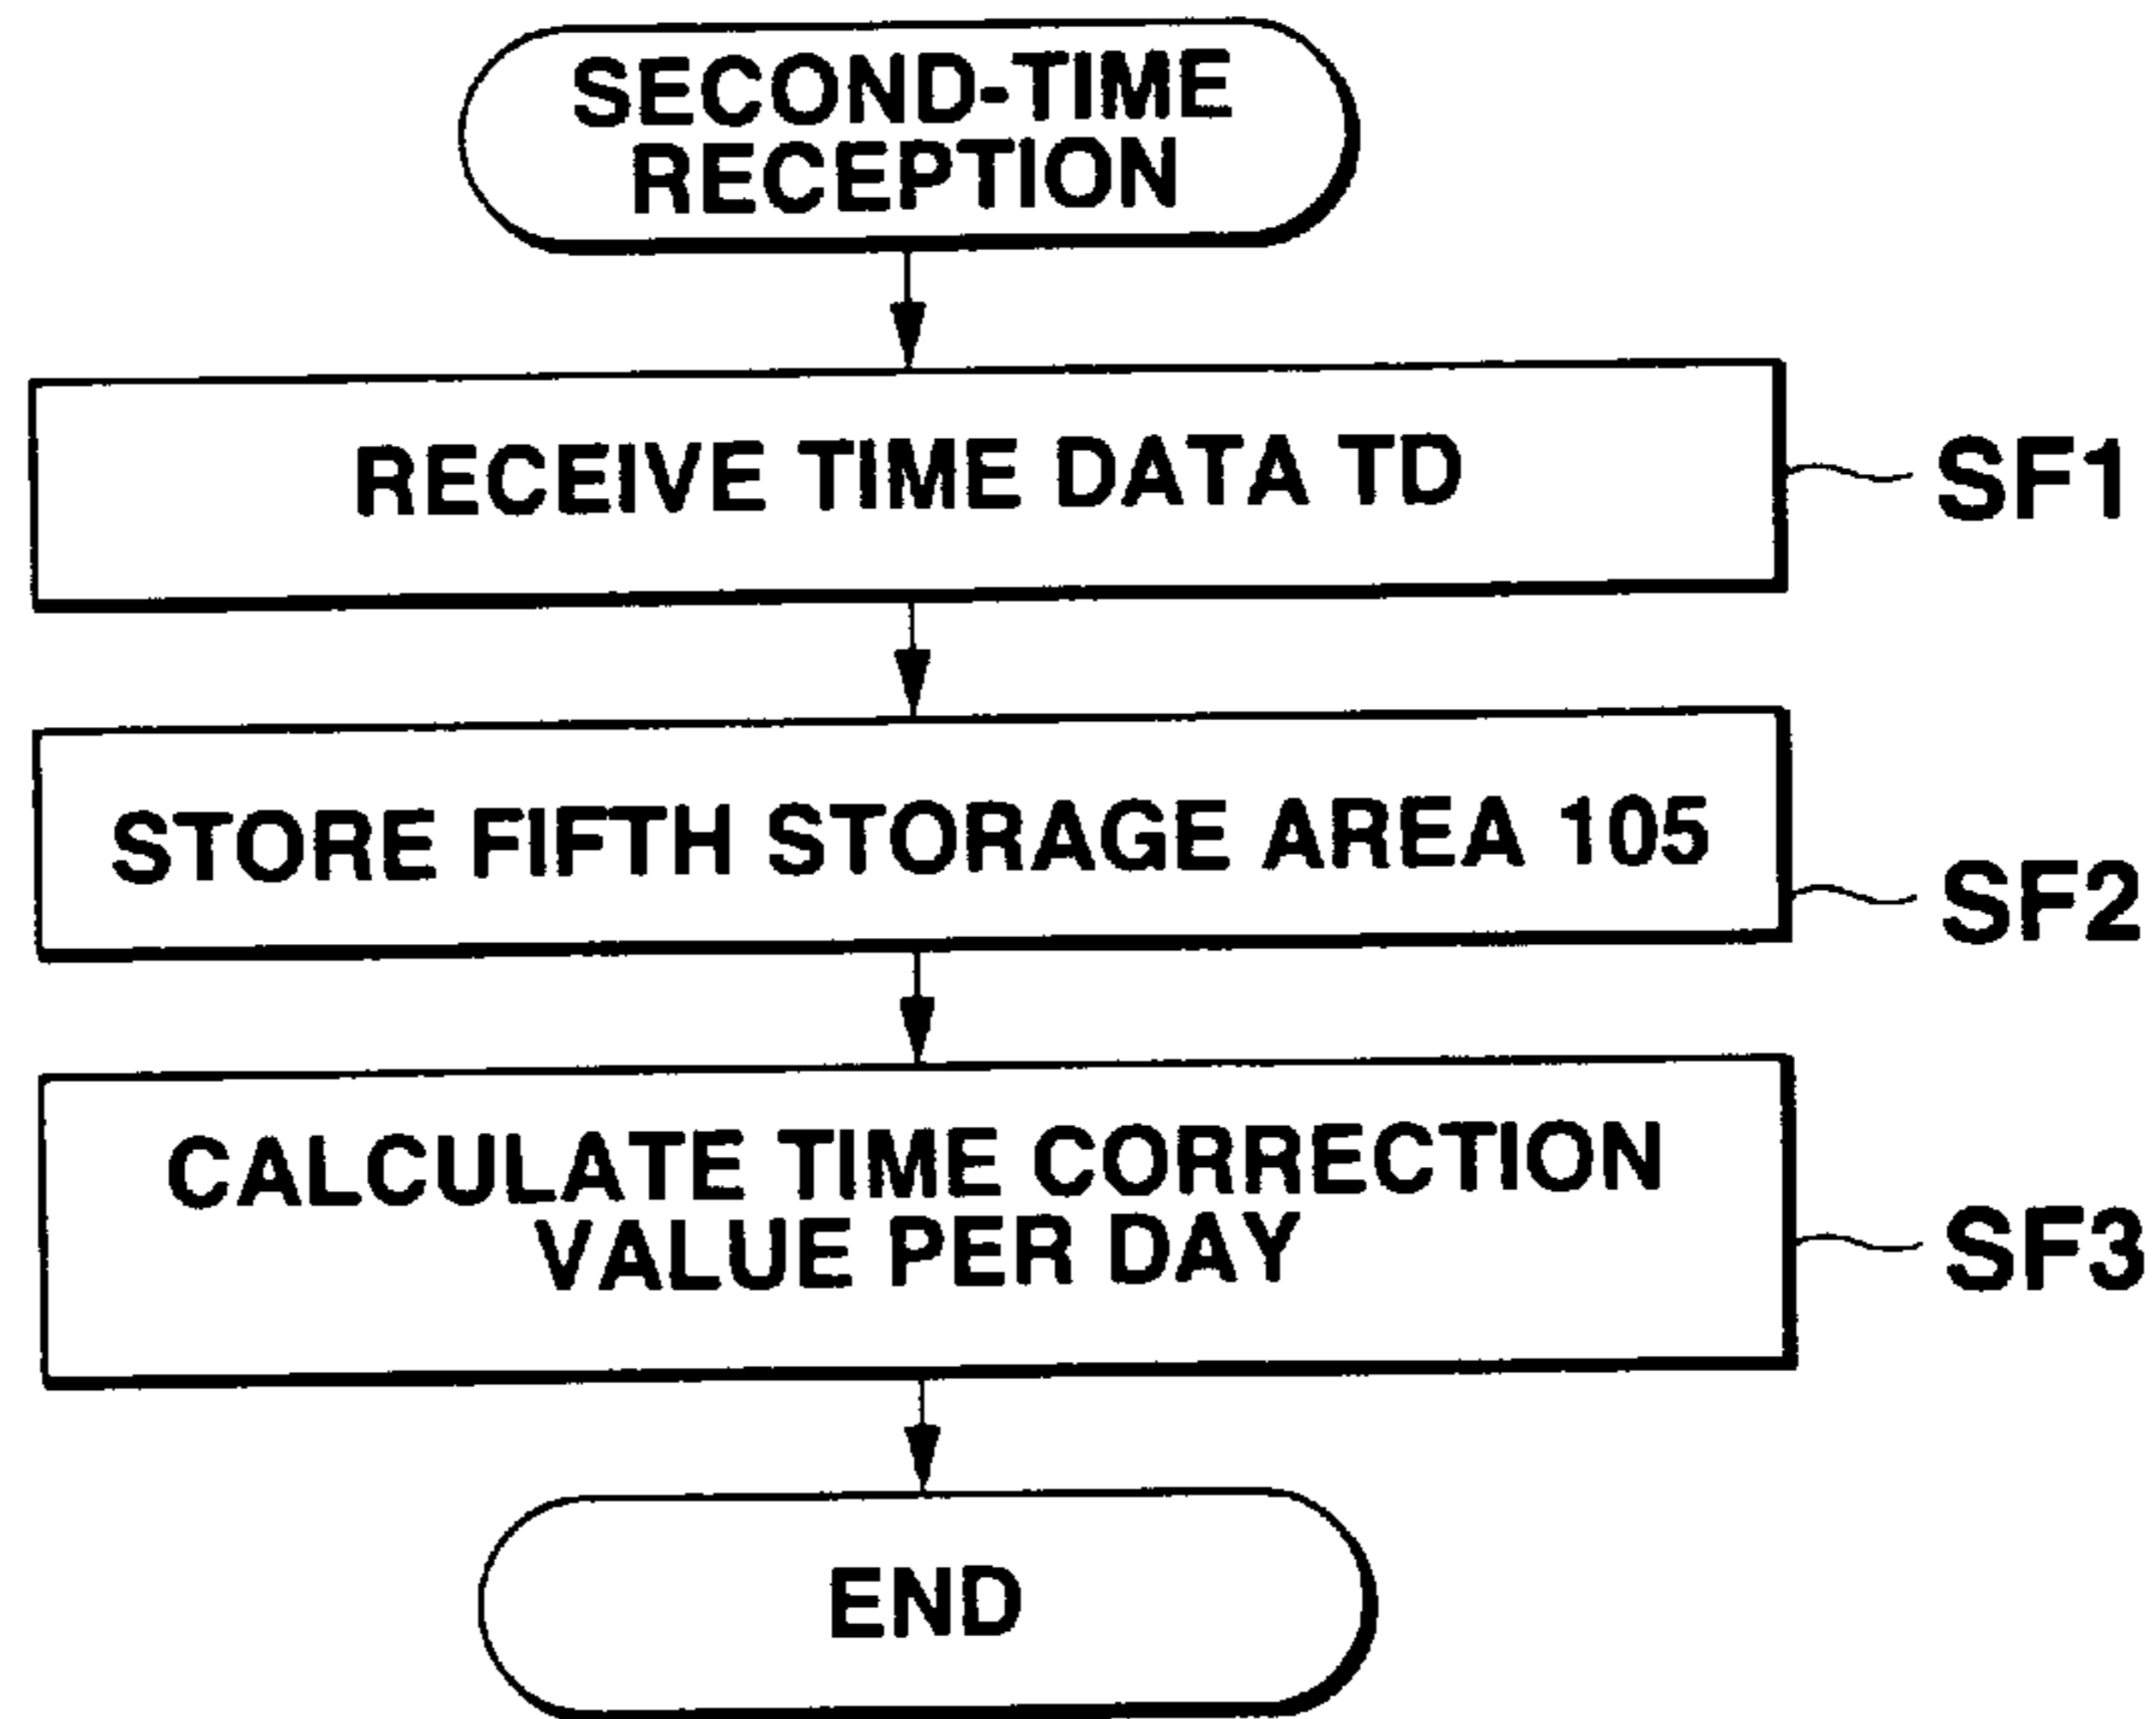 SECOND-TIME
RECEPTION
RECEIVE TIME DATA TD
SF1
STORE FIFTH STORAGE AREA 105
SF2
CALCULATE TIME CORRECTION
VALUE PER DAY
SF3
END